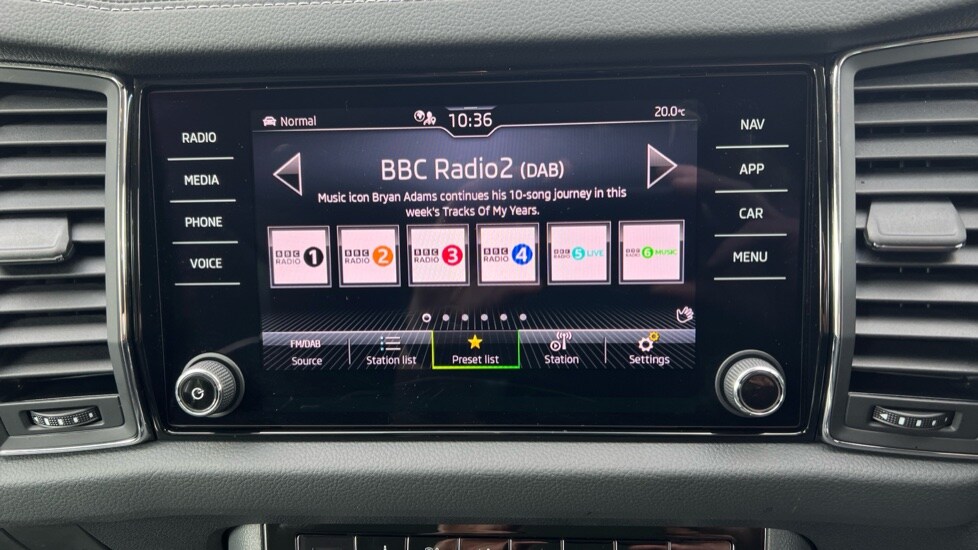 Normal
10:36
20.0°C
RADIO
MEDIA
PHONE
VOICE
BBC Radio2 (DAB)
Music icon Bryan Adams continues his 10-song journey in this
week's Tracks Of My Years.
BBC
RADIO 1
BBC
RADIO 2
BBC
RADIO 3
BBC
RADIO 4
BBC
RADIO 5 LIVE
BBC
RADIO 6 MUSIC
FM/DAB
Source
Station list
Preset list
Station
Settings
NAV
APP
CAR
MENU